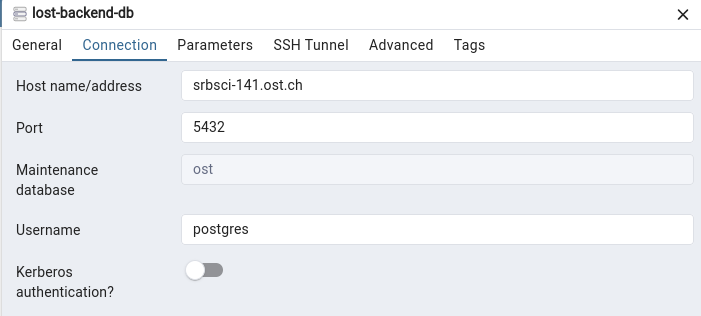 lost-backend-db
General Connection Parameters SSH Tunnel Advanced Tags
Host name/address srbsci-141.ost.ch
Port 5432
Maintenance database ost
Username postgres
Kerberos authentication?